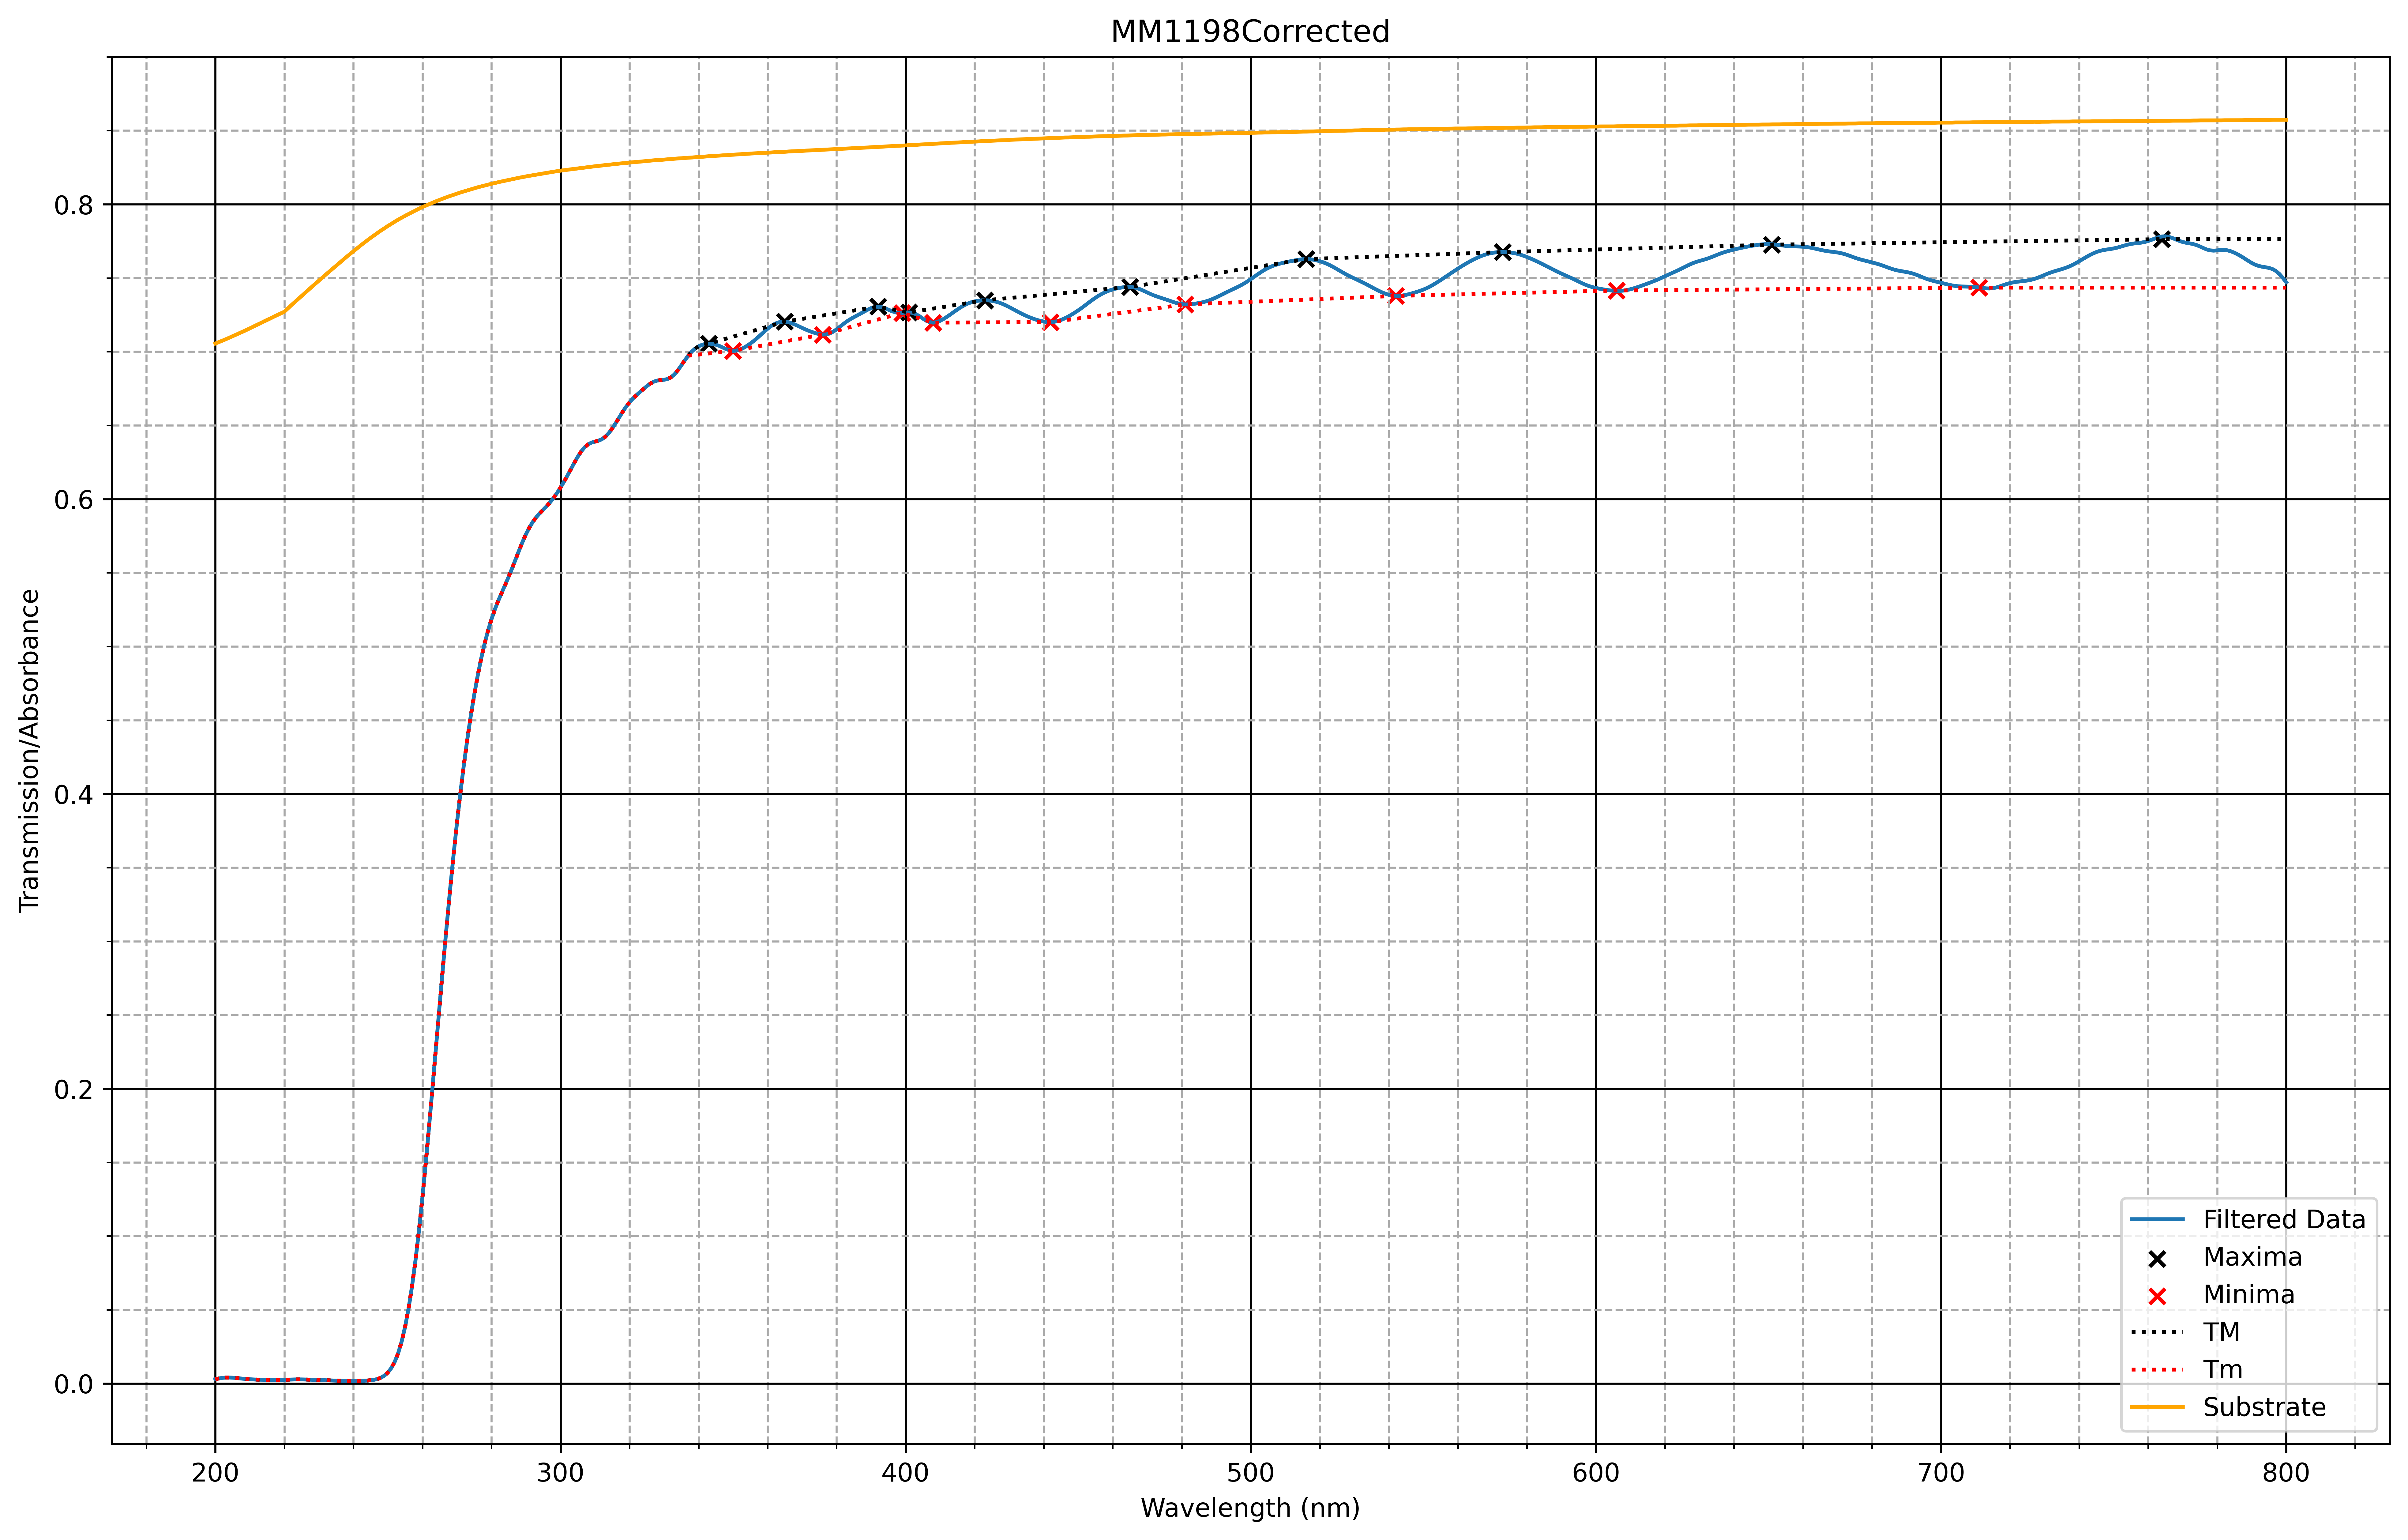 MM1198Corrected
Transmission/Absorbance
0.8
0.6
0.4
0.2
0.0
200 300 400 500 600 700 800
Wavelength (nm)
Filtered Data
Maxima
Minima
TM
Tm
Substrate